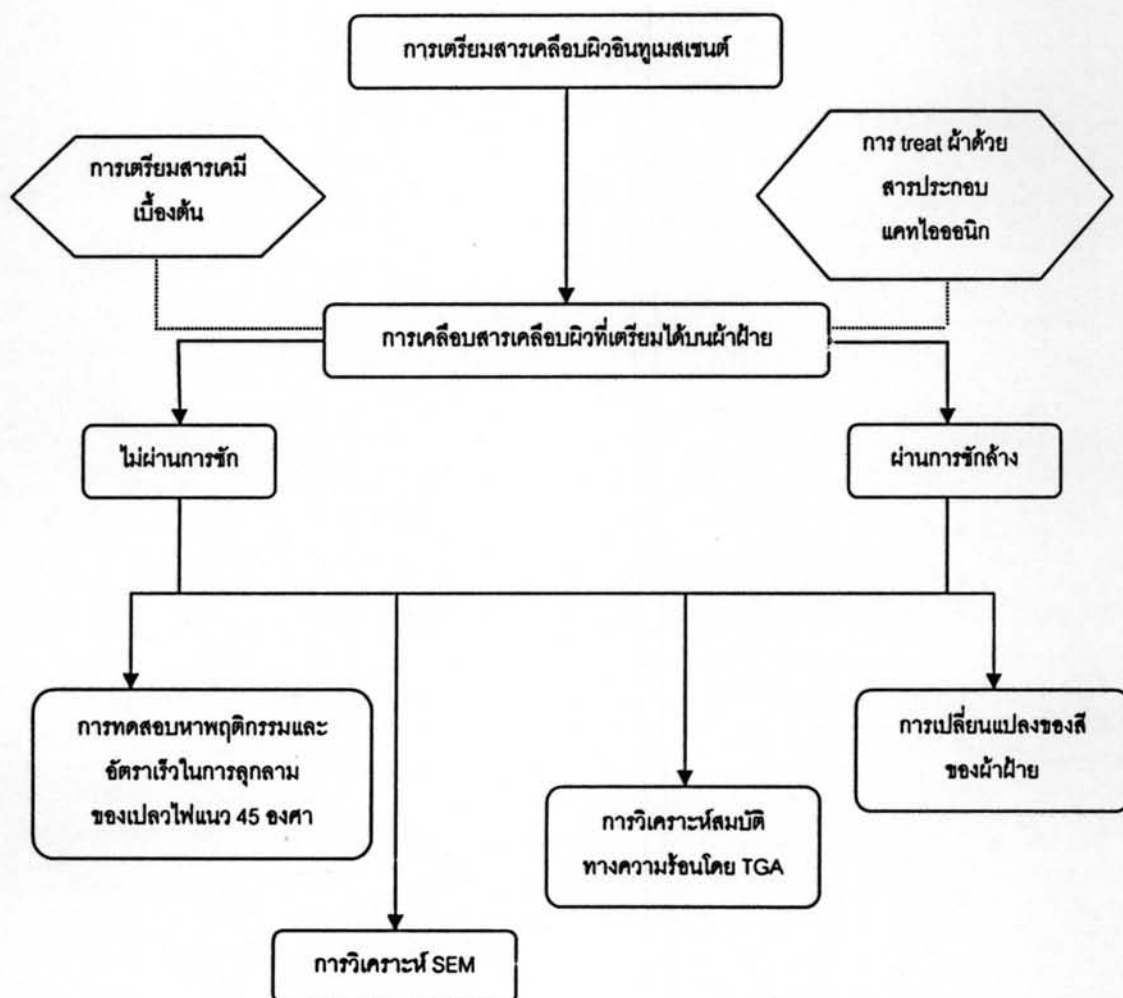 การเตรียมสารเคลือบผิวอินทูเมสเซนต์
การเตรียมสารเคมี
เบื้องต้น
การ treat ผ้าด้วย
สารประกอบ
แคทไอออนิก
การเคลือบสารเคลือบผิวที่เตรียมได้บนผ้าฝ้าย
ไม่ผ่านการซัก
ผ่านการซักล้าง
การทดสอบหาพฤติกรรมและ
อัตราเร็วในการลุกลาม
ของเปลวไฟแนว 45 องศา
การเปลี่ยนแปลงของสี
ของผ้าฝ้าย
การวิเคราะห์สมบัติ
ทางความร้อนโดย TGA
การวิเคราะห์ SEM